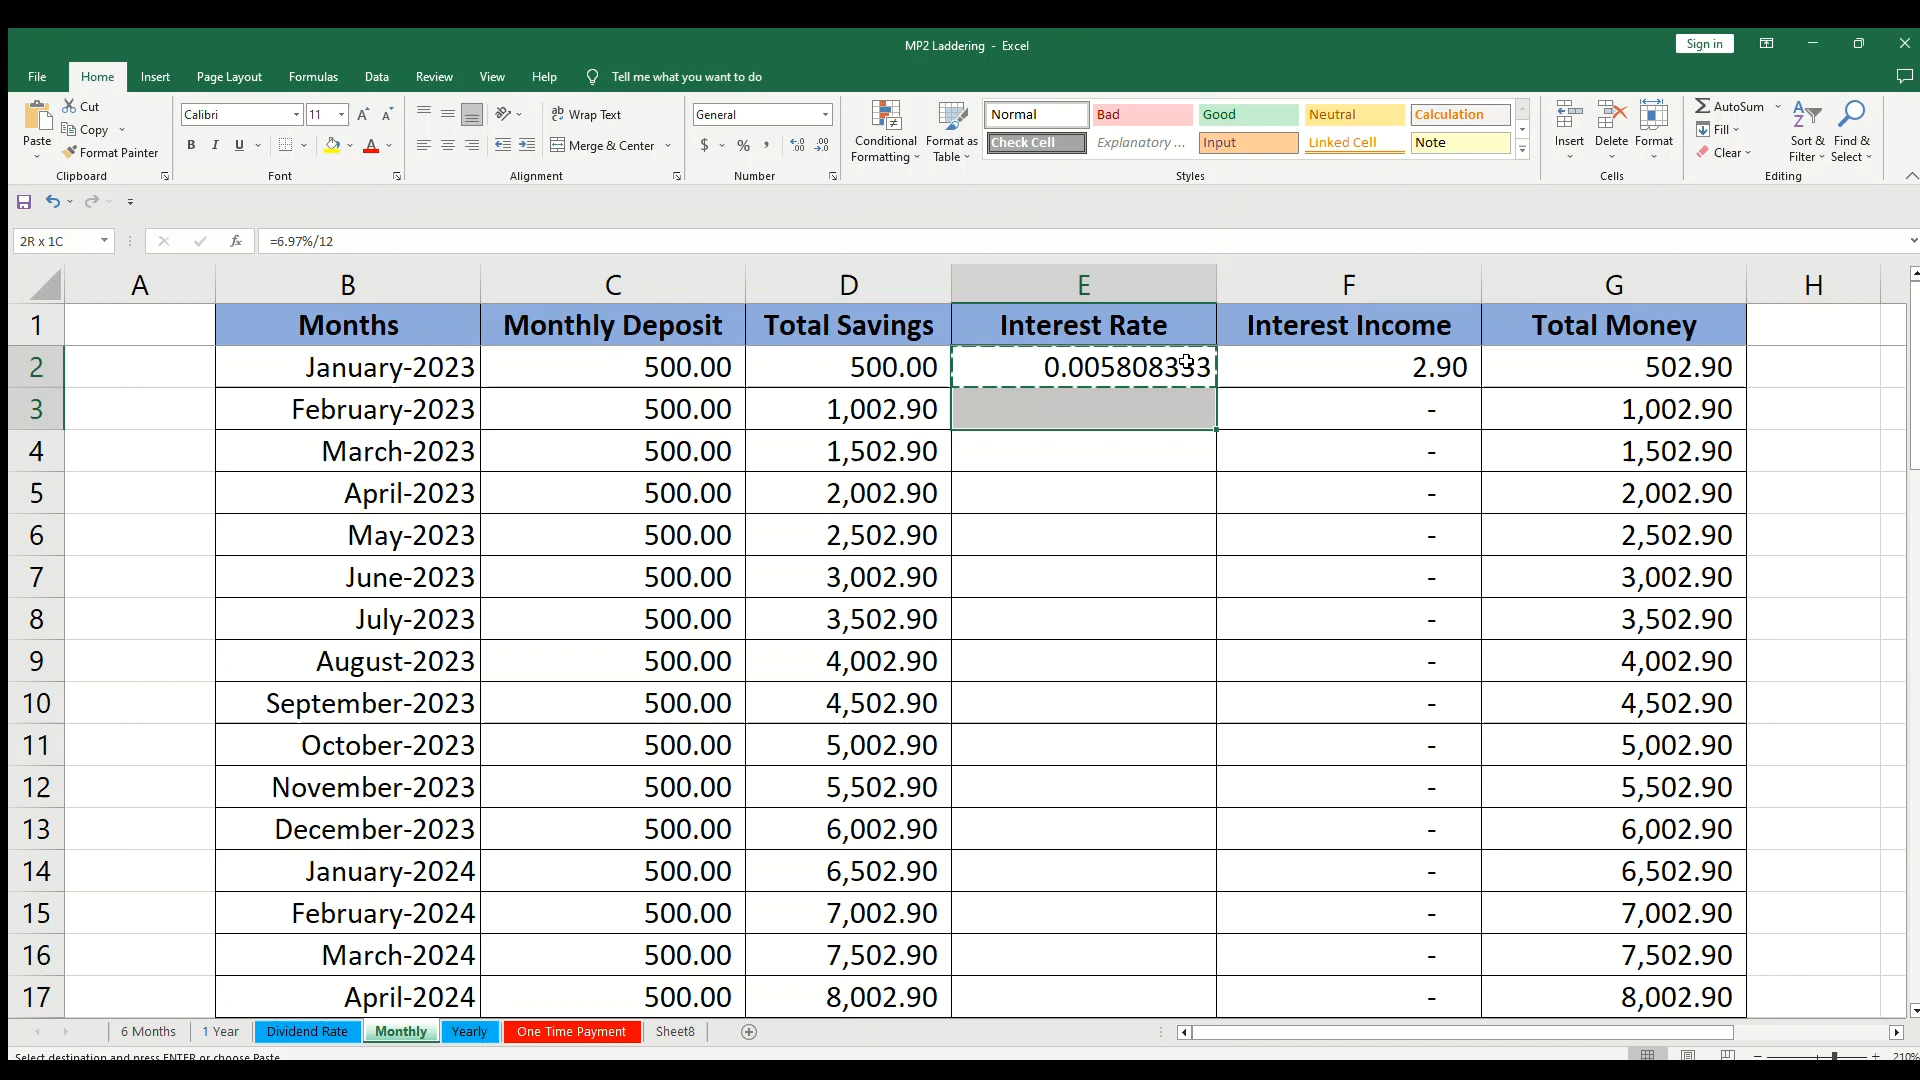 MP2 Laddering - Excel
Sign in
File Home Insert Page Layout Formulas Data Review View Help Tell me what you want to do
Paste Cut Copy Format Painter
Clipboard
Calibri 11 A A
B I U A
Font
Wrap Text
Merge & Center
Alignment
General
$ % ,
Number
Conditional Formatting
Format as Table
Normal Bad Good Neutral Calculation
Check Cell Explanatory ... Input Linked Cell Note
Styles
Insert Delete Format
Cells
AutoSum
Fill
Clear
Sort & Filter
Find & Select
Editing
2R x 1C fx =6.97%/12
A B C D E F G H
1 Months Monthly Deposit Total Savings Interest Rate Interest Income Total Money
2 January-2023 500.00 500.00 0.005808333 2.90 502.90
3 February-2023 500.00 1,002.90 - 1,002.90
4 March-2023 500.00 1,502.90 - 1,502.90
5 April-2023 500.00 2,002.90 - 2,002.90
6 May-2023 500.00 2,502.90 - 2,502.90
7 June-2023 500.00 3,002.90 - 3,002.90
8 July-2023 500.00 3,502.90 - 3,502.90
9 August-2023 500.00 4,002.90 - 4,002.90
10 September-2023 500.00 4,502.90 - 4,502.90
11 October-2023 500.00 5,002.90 - 5,002.90
12 November-2023 500.00 5,502.90 - 5,502.90
13 December-2023 500.00 6,002.90 - 6,002.90
14 January-2024 500.00 6,502.90 - 6,502.90
15 February-2024 500.00 7,002.90 - 7,002.90
16 March-2024 500.00 7,502.90 - 7,502.90
17 April-2024 500.00 8,002.90 - 8,002.90
6 Months 1 Year Dividend Rate Monthly Yearly One Time Payment Sheet8
Select destination and press ENTER or choose Paste 210%